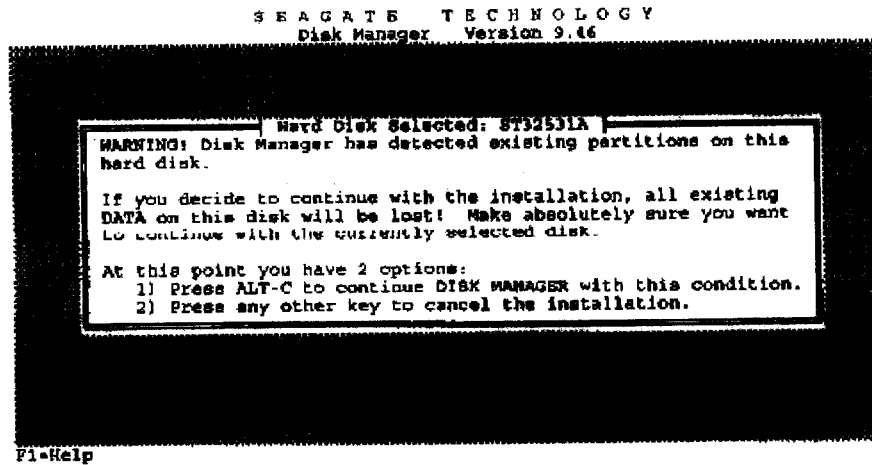 SEAGATE TECHNOLOGY
Disk Manager Version 9.46
Hard Disk Selected: ST32531A
WARNING! Disk Manager has detected existing partitions on this
hard disk.
If you decide to continue with the installation, all existing
DATA on this disk will be lost! Make absolutely sure you want
to continue with the currently selected disk.
At this point you have 2 options:
1) Press ALT-C to continue DISK MANAGER with this condition.
2) Press any other key to cancel the installation.
F1=Help